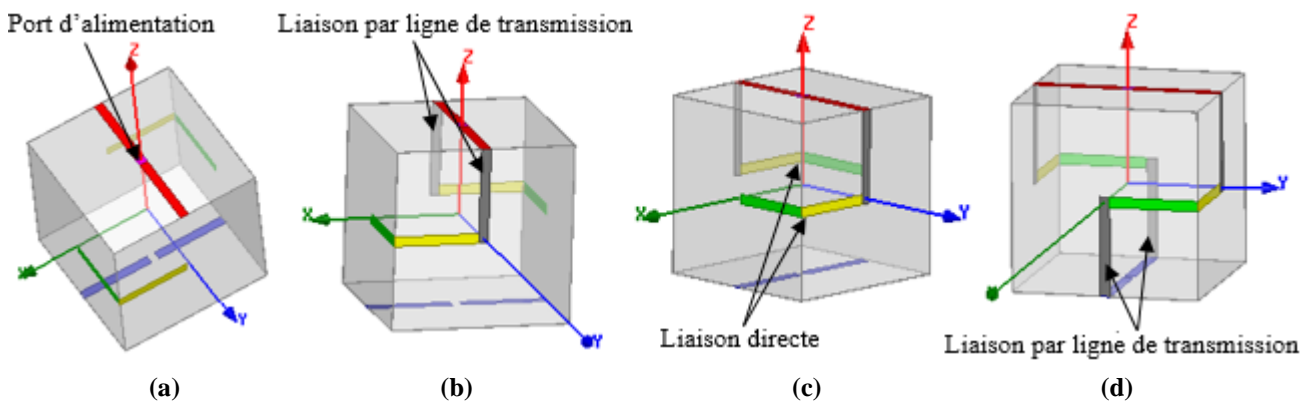 Port d'alimentation
Liaison par ligne de transmission
Z
X
Y
Z
X
Y
Z
X
Y
Z
Y
Liaison directe
Liaison par ligne de transmission
(a)
(b)
(c)
(d)